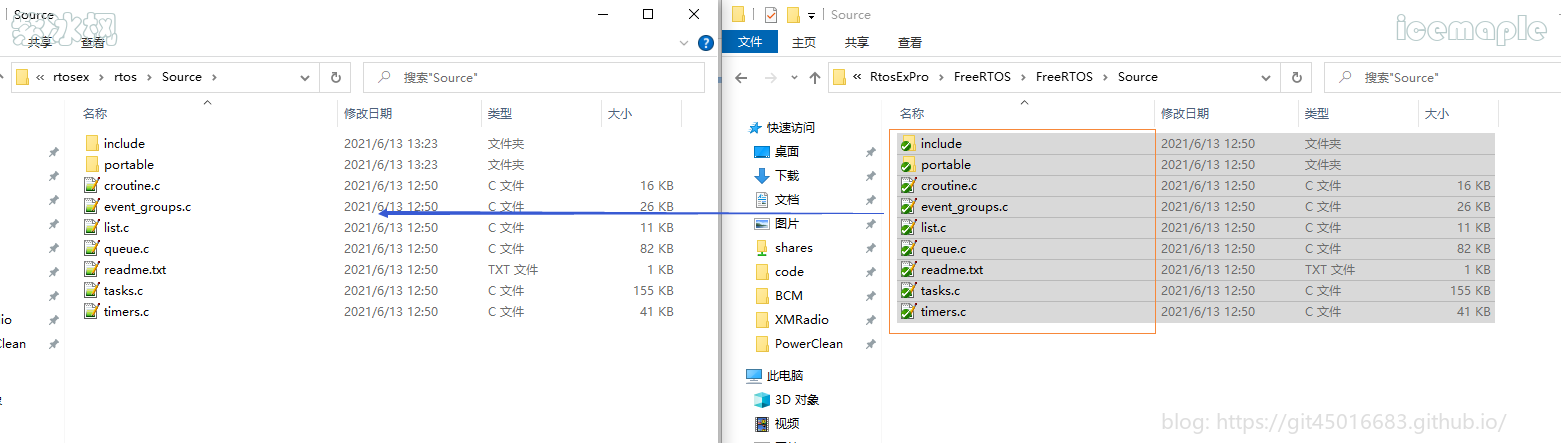 Source
共享 查看
« rtosex › rtos › Source › 搜索"Source"
名称 修改日期 类型 大小
include 2021/6/13 13:23 文件夹
portable 2021/6/13 13:23 文件夹
croutine.c 2021/6/13 12:50 C 文件 16 KB
event_groups.c 2021/6/13 12:50 C 文件 26 KB
list.c 2021/6/13 12:50 C 文件 11 KB
queue.c 2021/6/13 12:50 C 文件 82 KB
readme.txt 2021/6/13 12:50 TXT 文件 1 KB
tasks.c 2021/6/13 12:50 C 文件 155 KB
timers.c 2021/6/13 12:50 C 文件 41 KB
io
Clean
Source
icemaple
文件 主页 共享 查看
« RtosExPro › FreeRTOS › FreeRTOS › Source 搜索"Source"
快速访问
桌面
下载
文档
图片
shares
code
BCM
XMRadio
PowerClean
此电脑
3D 对象
视频
名称 修改日期 类型 大小
include 2021/6/13 12:50 文件夹
portable 2021/6/13 12:50 文件夹
croutine.c 2021/6/13 12:50 C 文件 16 KB
event_groups.c 2021/6/13 12:50 C 文件 26 KB
list.c 2021/6/13 12:50 C 文件 11 KB
queue.c 2021/6/13 12:50 C 文件 82 KB
readme.txt 2021/6/13 12:50 TXT 文件 1 KB
tasks.c 2021/6/13 12:50 C 文件 155 KB
timers.c 2021/6/13 12:50 C 文件 41 KB
blog: https://git45016683.github.io/